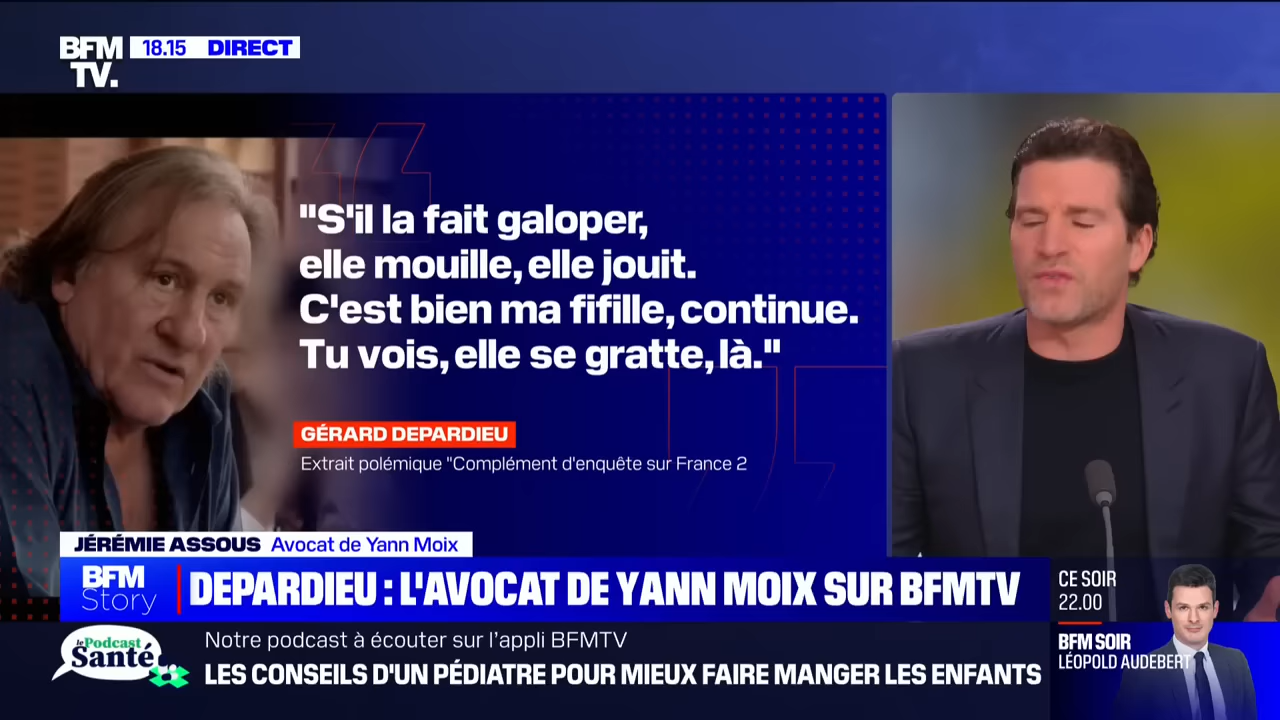 BFM
TV.
18.15 DIRECT
"S'il la fait galoper,
elle mouille, elle jouit.
C'est bien ma fifille, continue.
Tu vois, elle se gratte, là."
GÉRARD DEPARDIEU
Extrait polémique "Complément d'enquête sur France 2
JÉRÉMIE ASSOUS Avocat de Yann Moix
BFM
Story
DEPARDIEU : L'AVOCAT DE YANN MOIX SUR BFMTV
CE SOIR
22.00
BFM SOIR
LÉOPOLD AUDEBERT
le Podcast
Santé
Notre podcast à écouter sur l'appli BFMTV
LES CONSEILS D'UN PÉDIATRE POUR MIEUX FAIRE MANGER LES ENFANTS